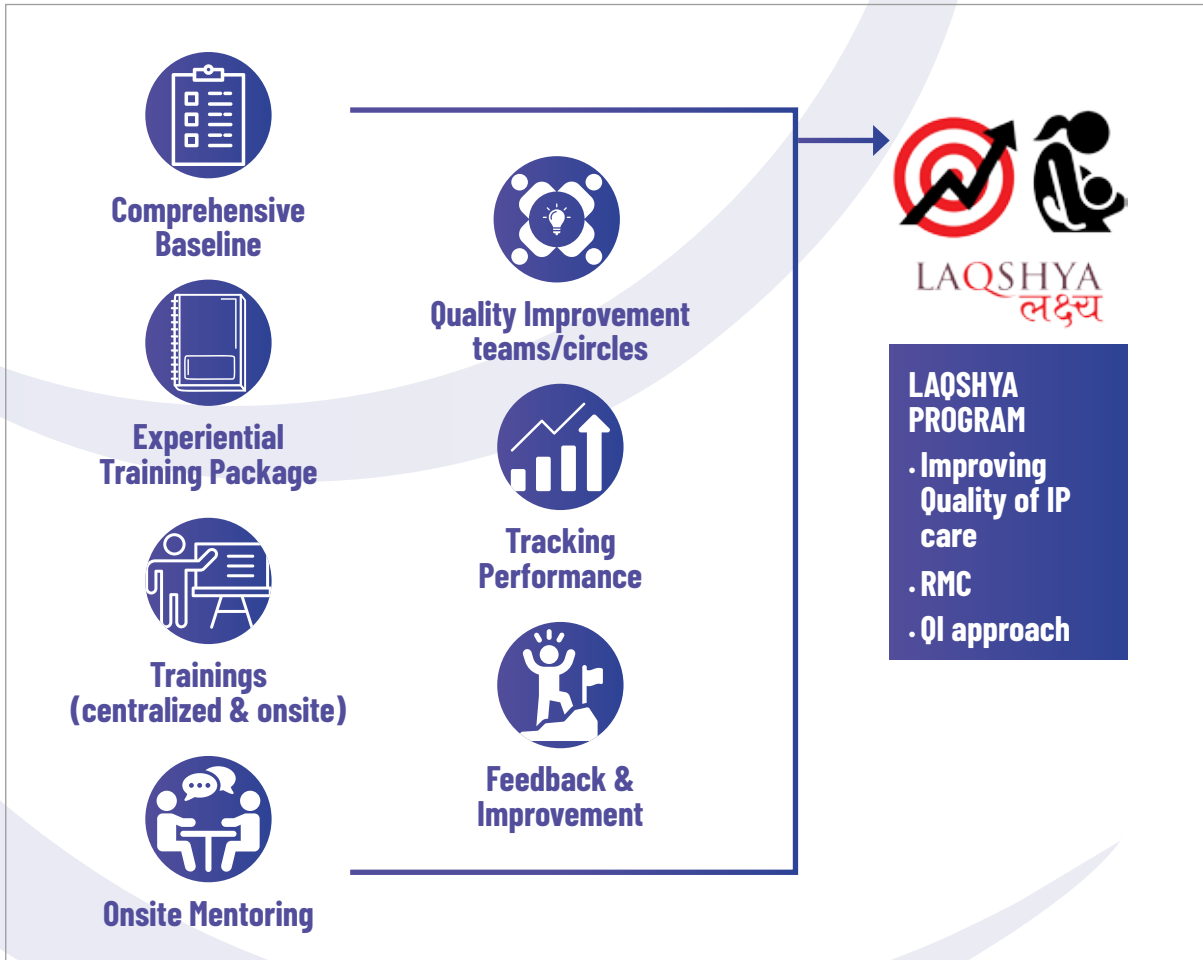 Comprehensive
Baseline
Experiential
Training Package
Trainings
(centralized & onsite)
Onsite Mentoring
Quality Improvement
teams/circles
Tracking
Performance
Feedback &
Improvement
LAQSHYA
लक्ष्य
LAQSHYA
PROGRAM
· Improving
Quality of IP
care
· RMC
· QI approach